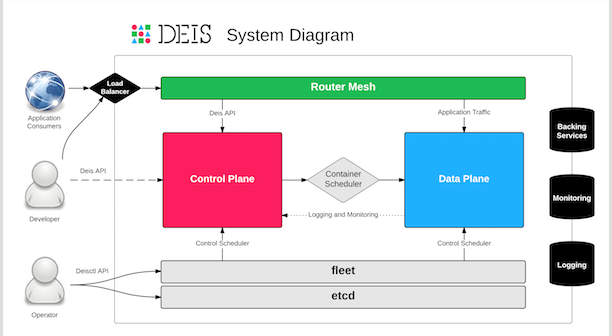 DEIS System Diagram
Load
Balancer
Router Mesh
Application
Consumers
Deis API
Application Traffic
Backing
Services
Deis API
Control Plane
Container
Scheduler
Data Plane
Developer
Monitoring
Logging and Monitoring
Control Scheduler
Control Scheduler
Logging
Deisctl API
fleet
etcd
Operator